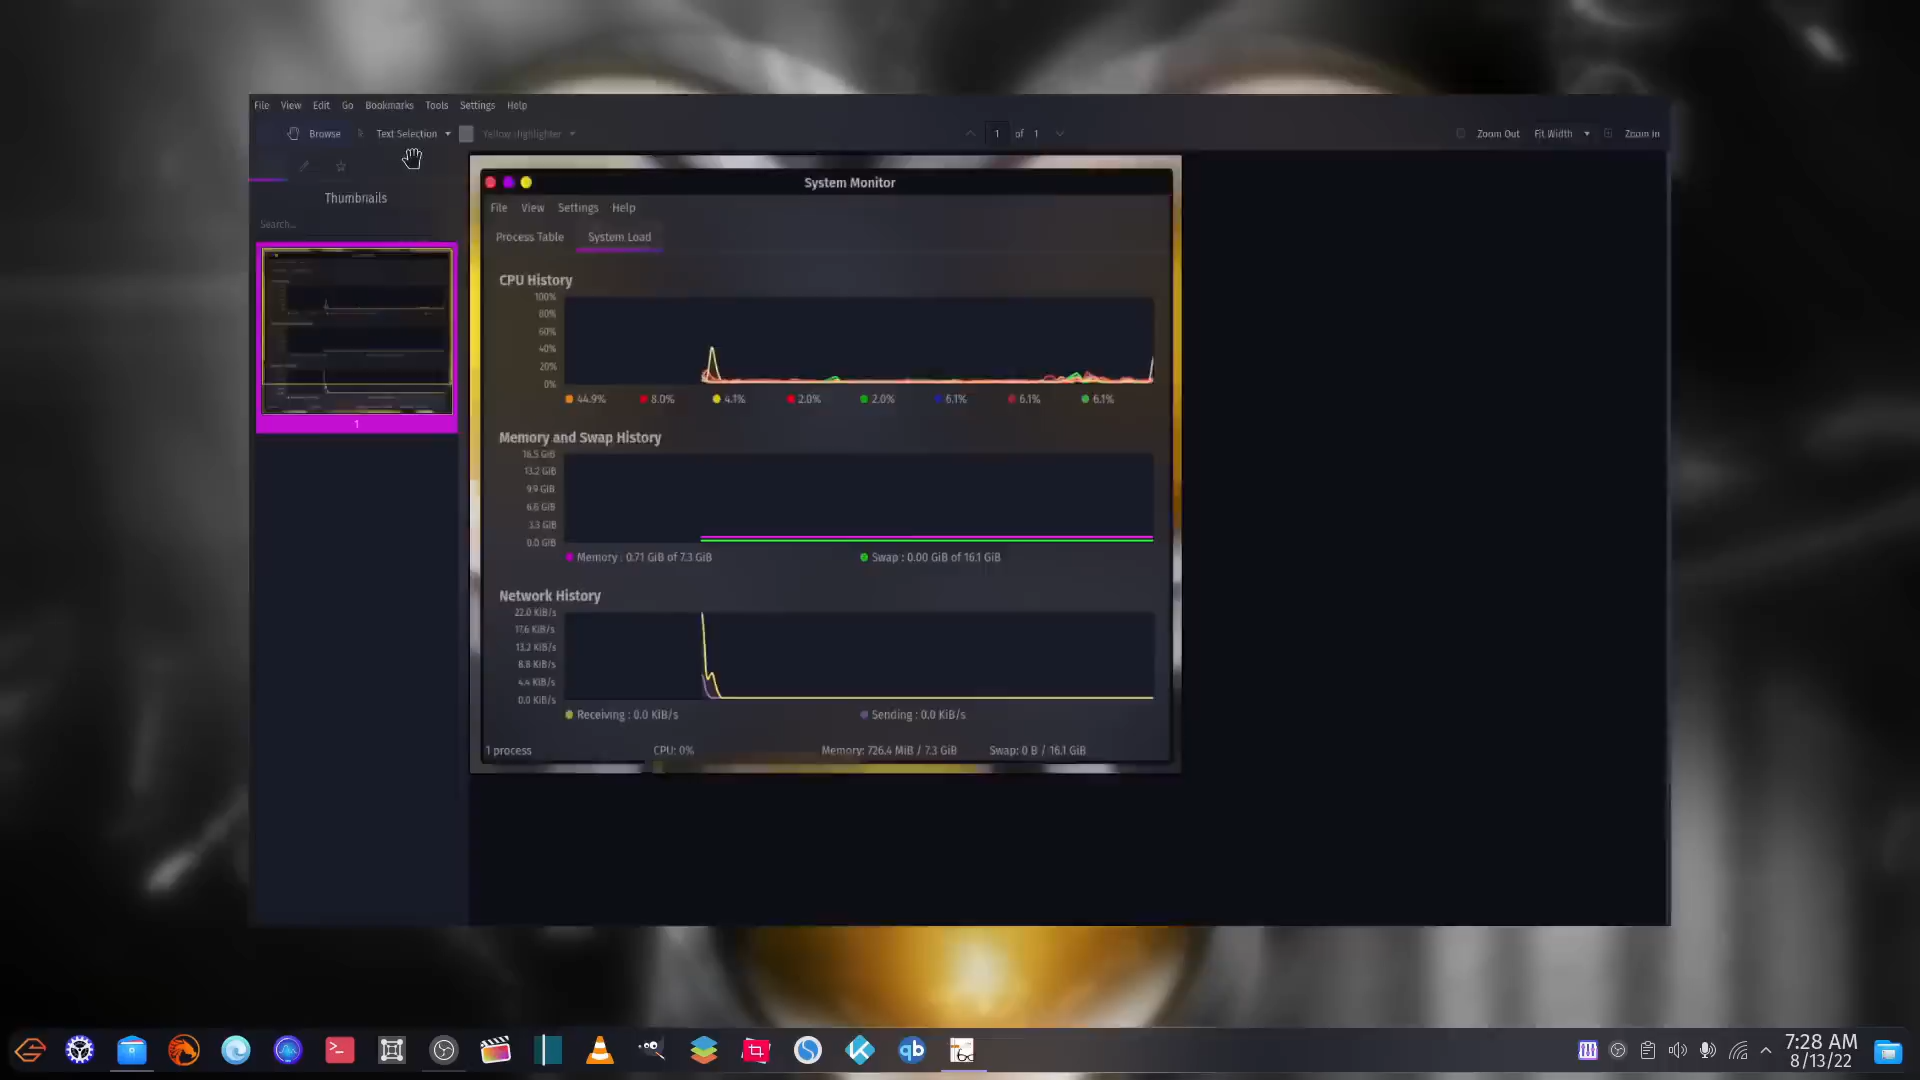 File View Edit Go Bookmarks Tools Settings Help
Browse Text Selection Yellow Highlighter 1 of 1 Zoom Out Fit Width Zoom In
Thumbnails
Search...
1
System Monitor
File View Settings Help
Process Table System Load
CPU History
100%
80%
60%
40%
20%
0%
44.9% 8.0% 4.1% 2.0% 2.0% 6.1% 6.1% 6.1%
Memory and Swap History
16.5 GiB
13.2 GiB
9.9 GiB
6.6 GiB
3.3 GiB
0.0 GiB
Memory : 0.71 GiB of 7.3 GiB Swap : 0.00 GiB of 16.1 GiB
Network History
22.0 KiB/s
17.6 KiB/s
13.2 KiB/s
8.8 KiB/s
4.4 KiB/s
0.0 KiB/s
Receiving : 0.0 KiB/s Sending : 0.0 KiB/s
1 process CPU: 0% Memory: 726.4 MiB / 7.3 GiB Swap: 0 B / 16.1 GiB
qb
7:28 AM
8/13/22